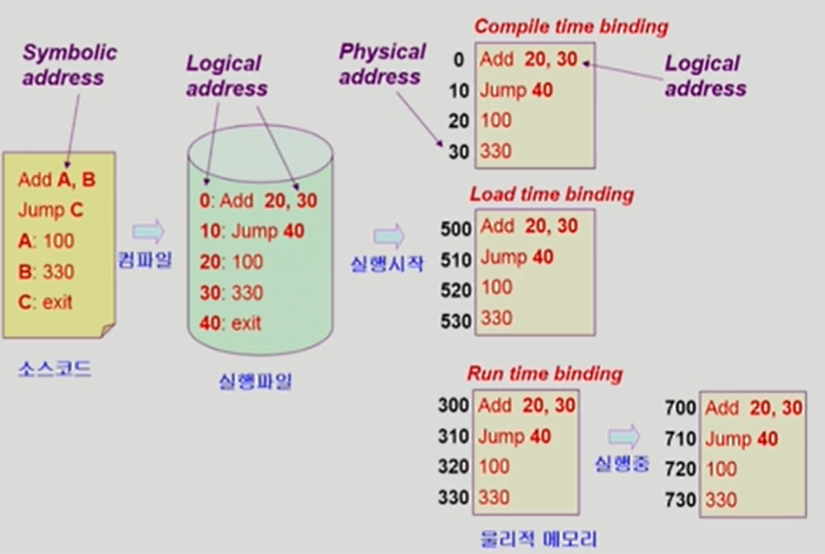 Symbolic
address
Add A, B
Jump C
A: 100
B: 330
C: exit
소스코드
컴파일
Logical
address
0: Add 20, 30
10: Jump 40
20: 100
30: 330
40: exit
실행파일
실행시작
Physical
address
Compile time binding
0 Add 20, 30
10 Jump 40
20 100
30 330
Logical
address
Load time binding
500 Add 20, 30
510 Jump 40
520 100
530 330
Run time binding
300 Add 20, 30
310 Jump 40
320 100
330 330
실행중
700 Add 20, 30
710 Jump 40
720 100
730 330
물리적 메모리